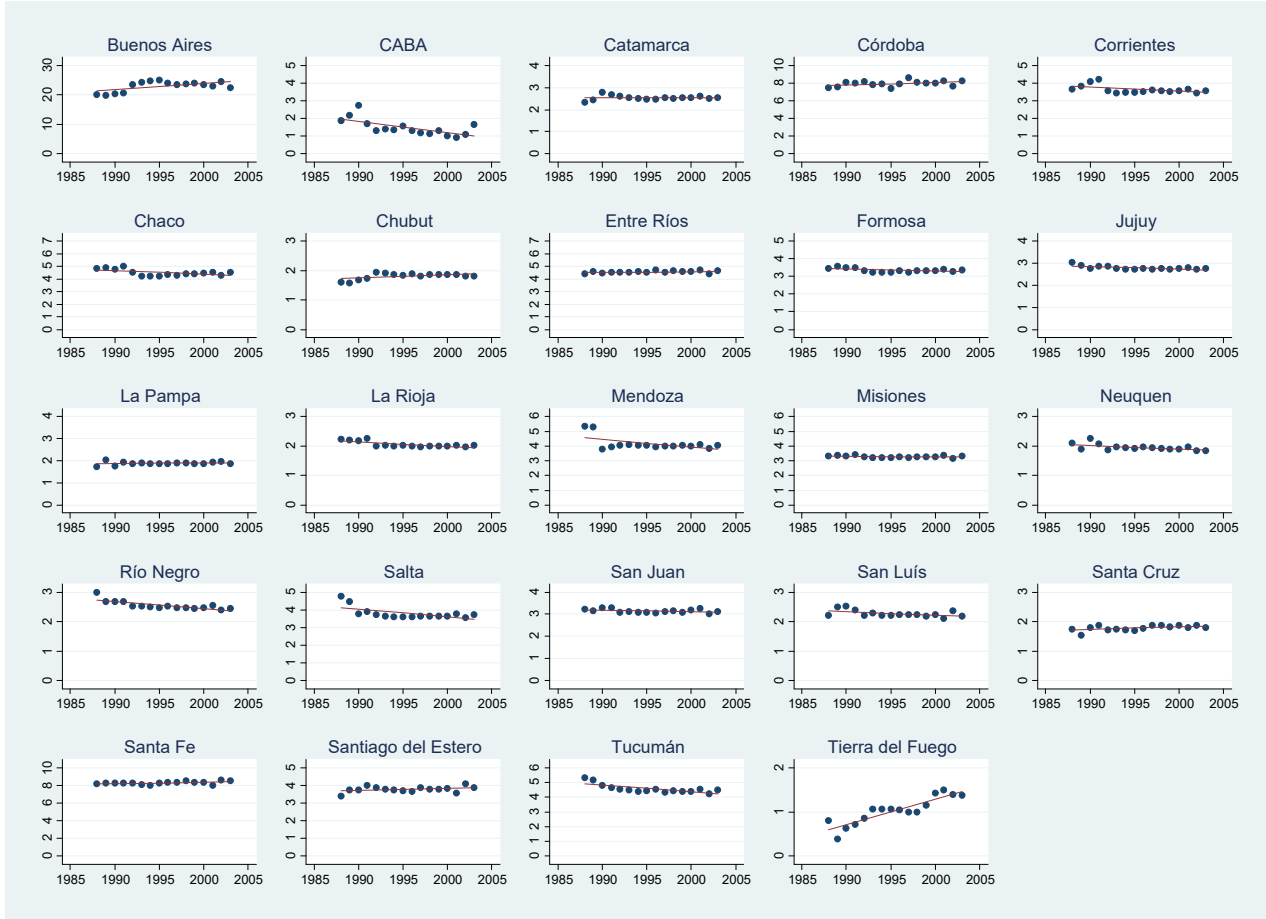 Buenos Aires CABA Catamarca Córdoba Corrientes
30 5 4 10 5
20 4 3 8 4
10 3 2 6 3
0 2 1 4 2
1 0 2 1
0 0 0
1985 1990 1995 2000 2005 1985 1990 1995 2000 2005 1985 1990 1995 2000 2005 1985 1990 1995 2000 2005 1985 1990 1995 2000 2005
Chaco Chubut Entre Ríos Formosa Jujuy
7 3 7 5 4
6 2 6 4 3
5 1 5 3 2
4 0 4 2 1
3 3 1 0
2 2 0
1 1
0 0
1985 1990 1995 2000 2005 1985 1990 1995 2000 2005 1985 1990 1995 2000 2005 1985 1990 1995 2000 2005 1985 1990 1995 2000 2005
La Pampa La Rioja Mendoza Misiones Neuquen
4 3 6 6 3
3 2 5 5 2
2 1 4 4 1
1 0 3 3 0
0 2 2
1 1
0 0
1985 1990 1995 2000 2005 1985 1990 1995 2000 2005 1985 1990 1995 2000 2005 1985 1990 1995 2000 2005 1985 1990 1995 2000 2005
Río Negro Salta San Juan San Luís Santa Cruz
3 5 4 3 3
2 4 3 2 2
1 3 2 1 1
0 2 1 0 0
1 0
0
1985 1990 1995 2000 2005 1985 1990 1995 2000 2005 1985 1990 1995 2000 2005 1985 1990 1995 2000 2005 1985 1990 1995 2000 2005
Santa Fe Santiago del Estero Tucumán Tierra del Fuego
10 5 6 2
8 4 5 1
6 3 4 0
4 2 3
2 1 2
0 0 1
0
1985 1990 1995 2000 2005 1985 1990 1995 2000 2005 1985 1990 1995 2000 2005 1985 1990 1995 2000 2005